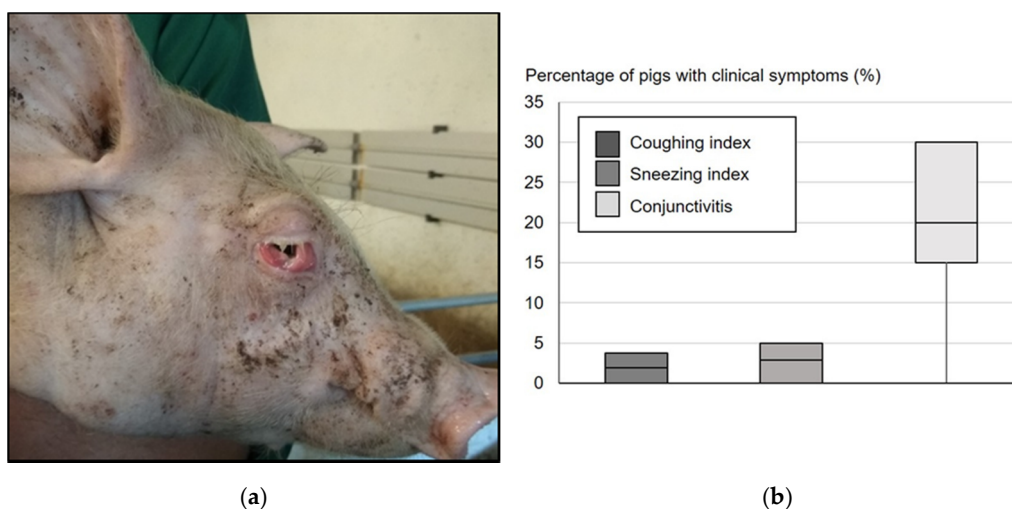 Percentage of pigs with clinical symptoms (%)
35
30
25
20
15
10
5
0
Coughing index
Sneezing index
Conjunctivitis
(a)
(b)